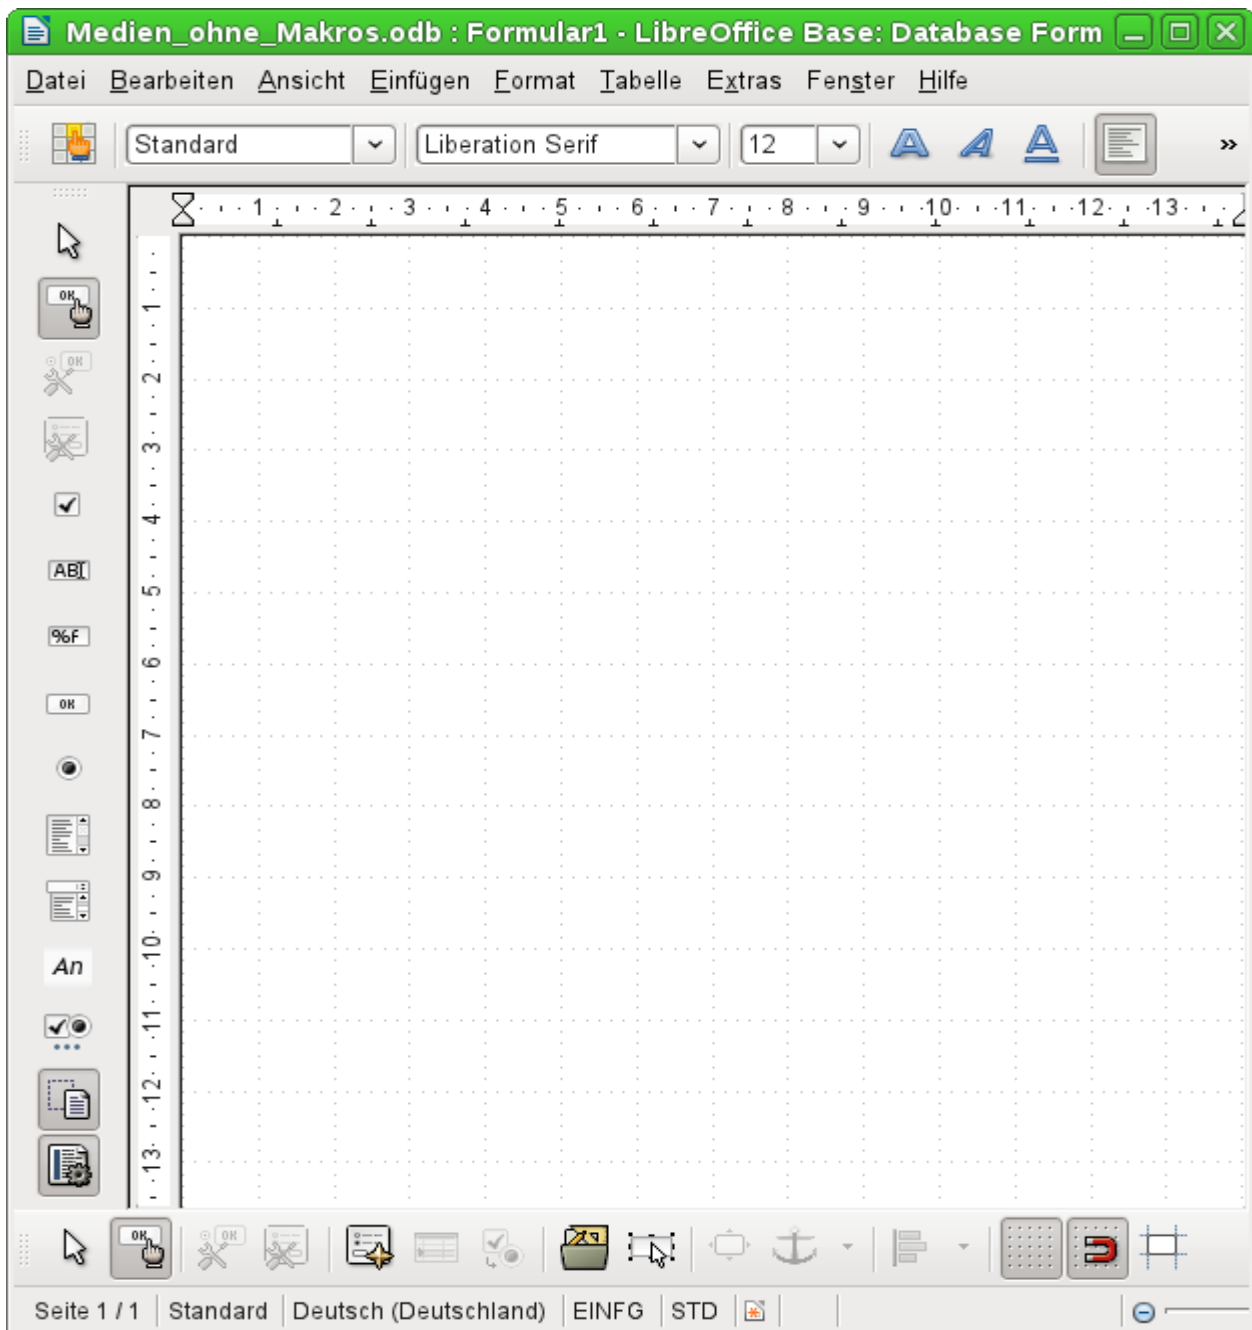 Medien_ohne_Makros.odb : Formular1 - LibreOffice Base: Database Form
Datei Bearbeiten Ansicht Einfügen Format Tabelle Extras Fenster Hilfe
Standard Liberation Serif 12 A A A »
1 2 3 4 5 6 7 8 9 10 11 12 13
OK
1
OK
2
3
4
ABI
5
%f
6
OK
7
8
9
10
An
11
12
13
OK OK
Seite 1 / 1 Standard Deutsch (Deutschland) EINFG STD